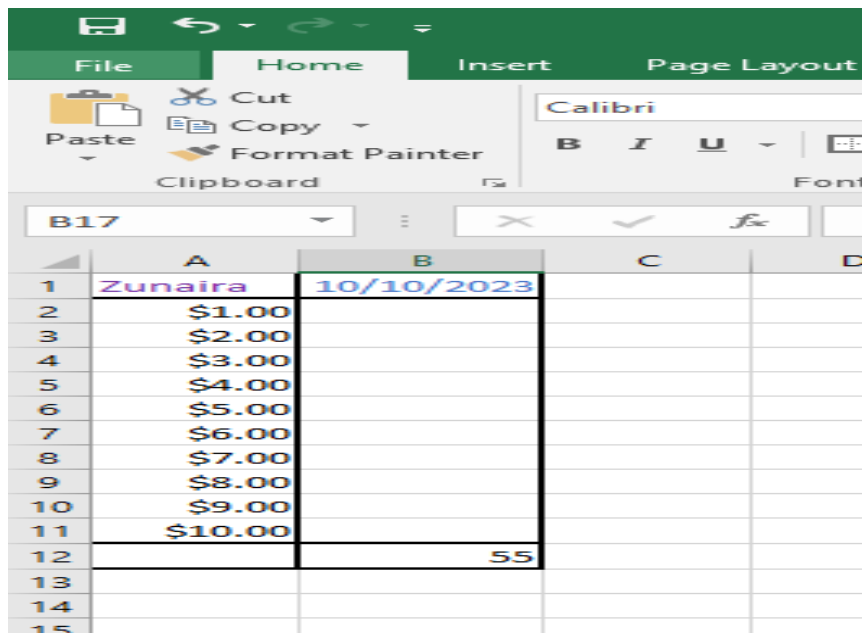 File Home Insert Page Layout
Cut
Copy
Paste
Format Painter
Clipboard
Calibri
B I U
Font
B17 fx
A B C D
1 Zunaira 10/10/2023
2 $1.00
3 $2.00
4 $3.00
5 $4.00
6 $5.00
7 $6.00
8 $7.00
9 $8.00
10 $9.00
11 $10.00
12 55
13
14
15